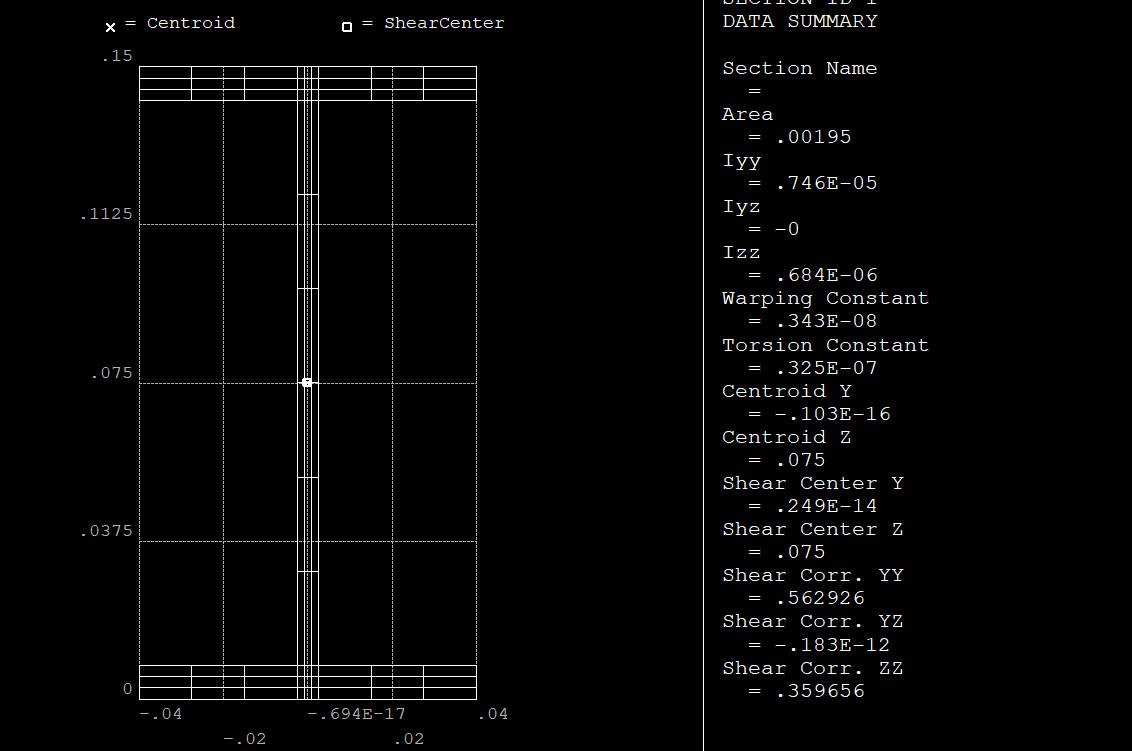 × = Centroid
□ = ShearCenter
.15
.1125
.075
.0375
0
-.04
-.694E-17
.04
-.02
.02
SECTION ID 1
DATA SUMMARY
Section Name
=
Area
= .00195
Iyy
= .746E-05
Iyz
= -0
Izz
= .684E-06
Warping Constant
= .343E-08
Torsion Constant
= .325E-07
Centroid Y
= -.103E-16
Centroid Z
= .075
Shear Center Y
= .249E-14
Shear Center Z
= .075
Shear Corr. YY
= .562926
Shear Corr. YZ
= -.183E-12
Shear Corr. ZZ
= .359656